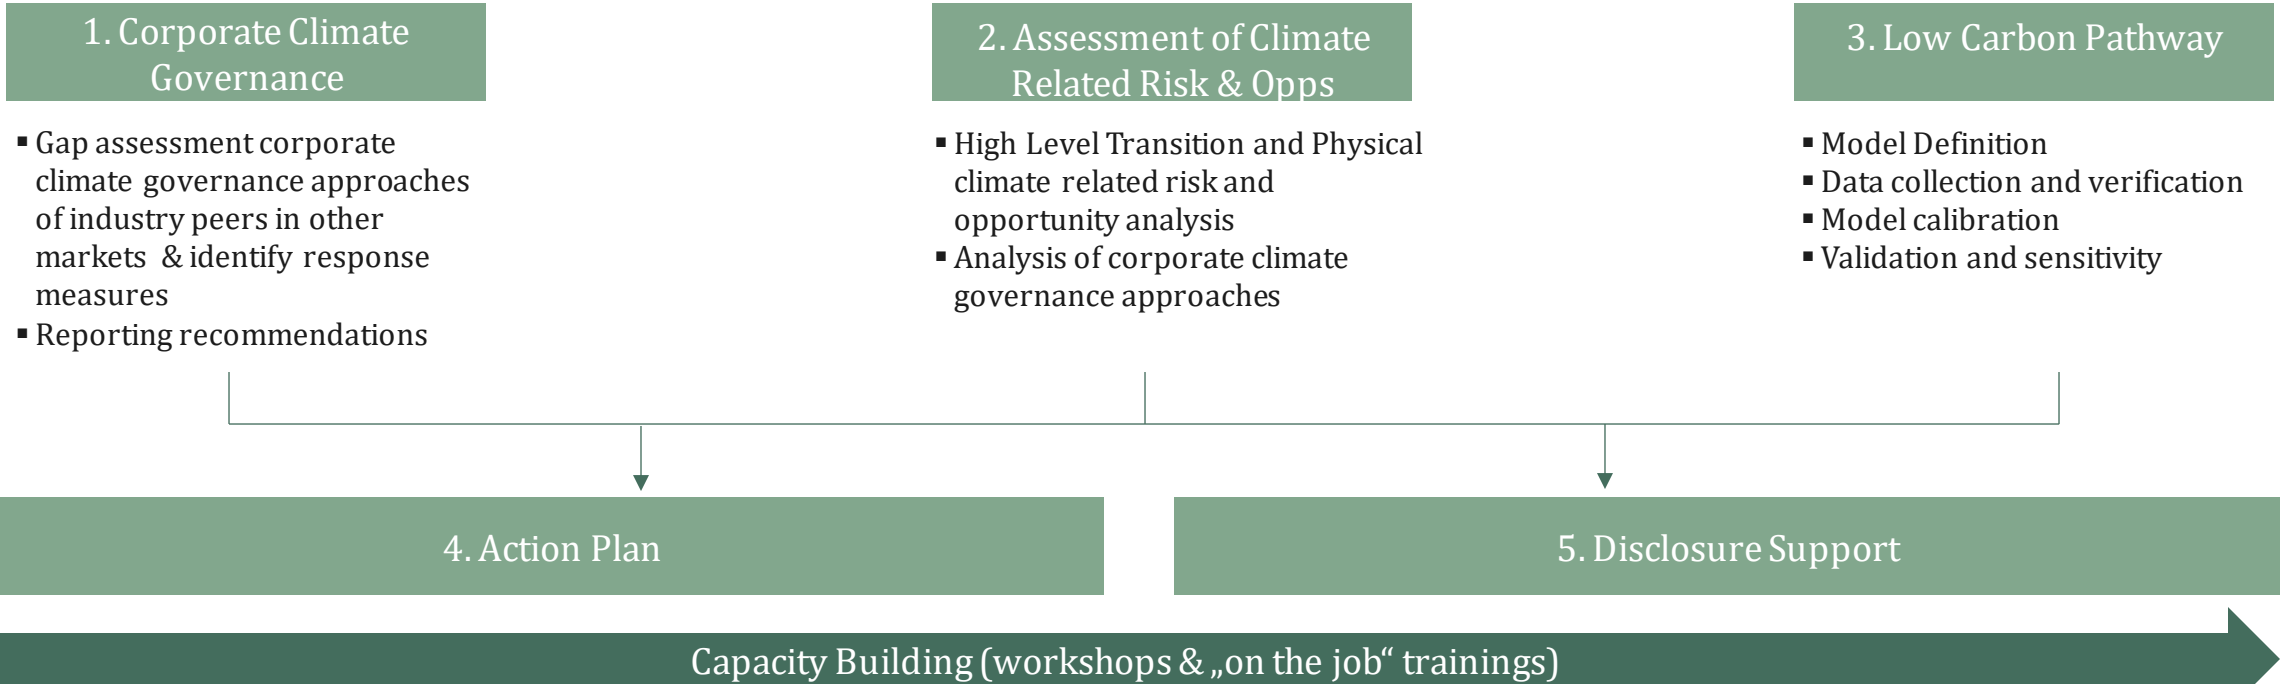 1. Corporate Climate
Governance
▪ Gap assessment corporate
climate governance approaches
of industry peers in other
markets & identify response
measures
▪ Reporting recommendations
2. Assessment of Climate
Related Risk & Opps
▪ High Level Transition and Physical
climate related risk and
opportunity analysis
▪ Analysis of corporate climate
governance approaches
3. Low Carbon Pathway
▪ Model Definition
▪ Data collection and verification
▪ Model calibration
▪ Validation and sensitivity
4. Action Plan
5. Disclosure Support
Capacity Building (workshops & „on the job“ trainings)